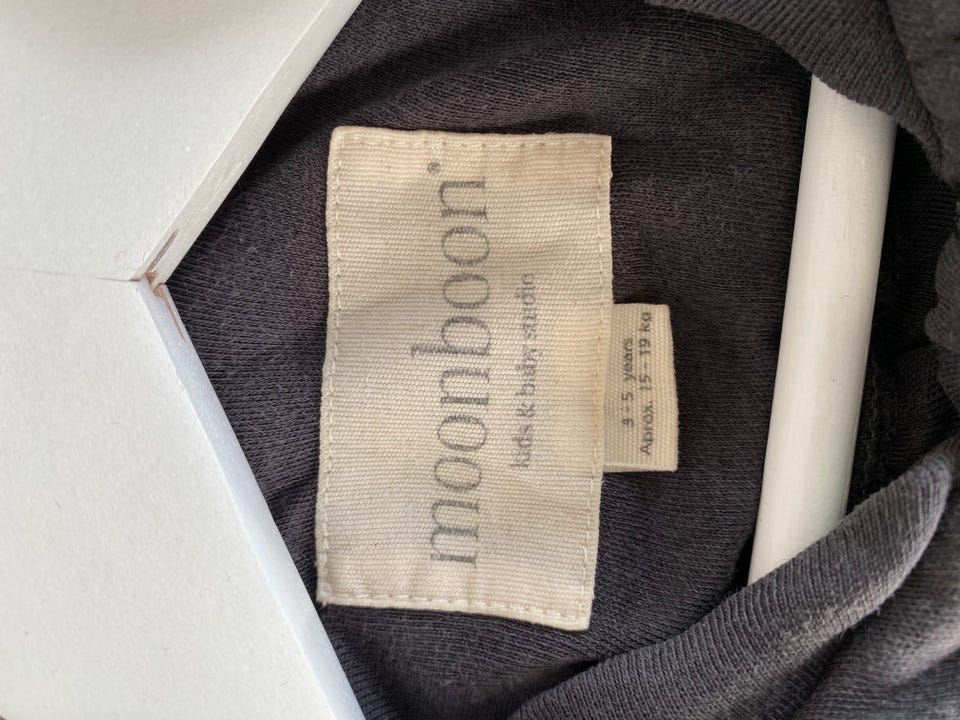 moonboon®
kids & baby studio
3 - 5 years
Aprox. 15 - 19 kg